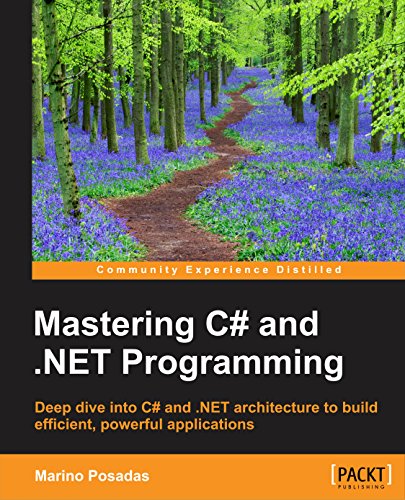 Community Experience Distilled
Mastering C# and
.NET Programming
Deep dive into C# and .NET architecture to build
efficient, powerful applications
Marino Posadas
[PACKT]
PUBLISHING